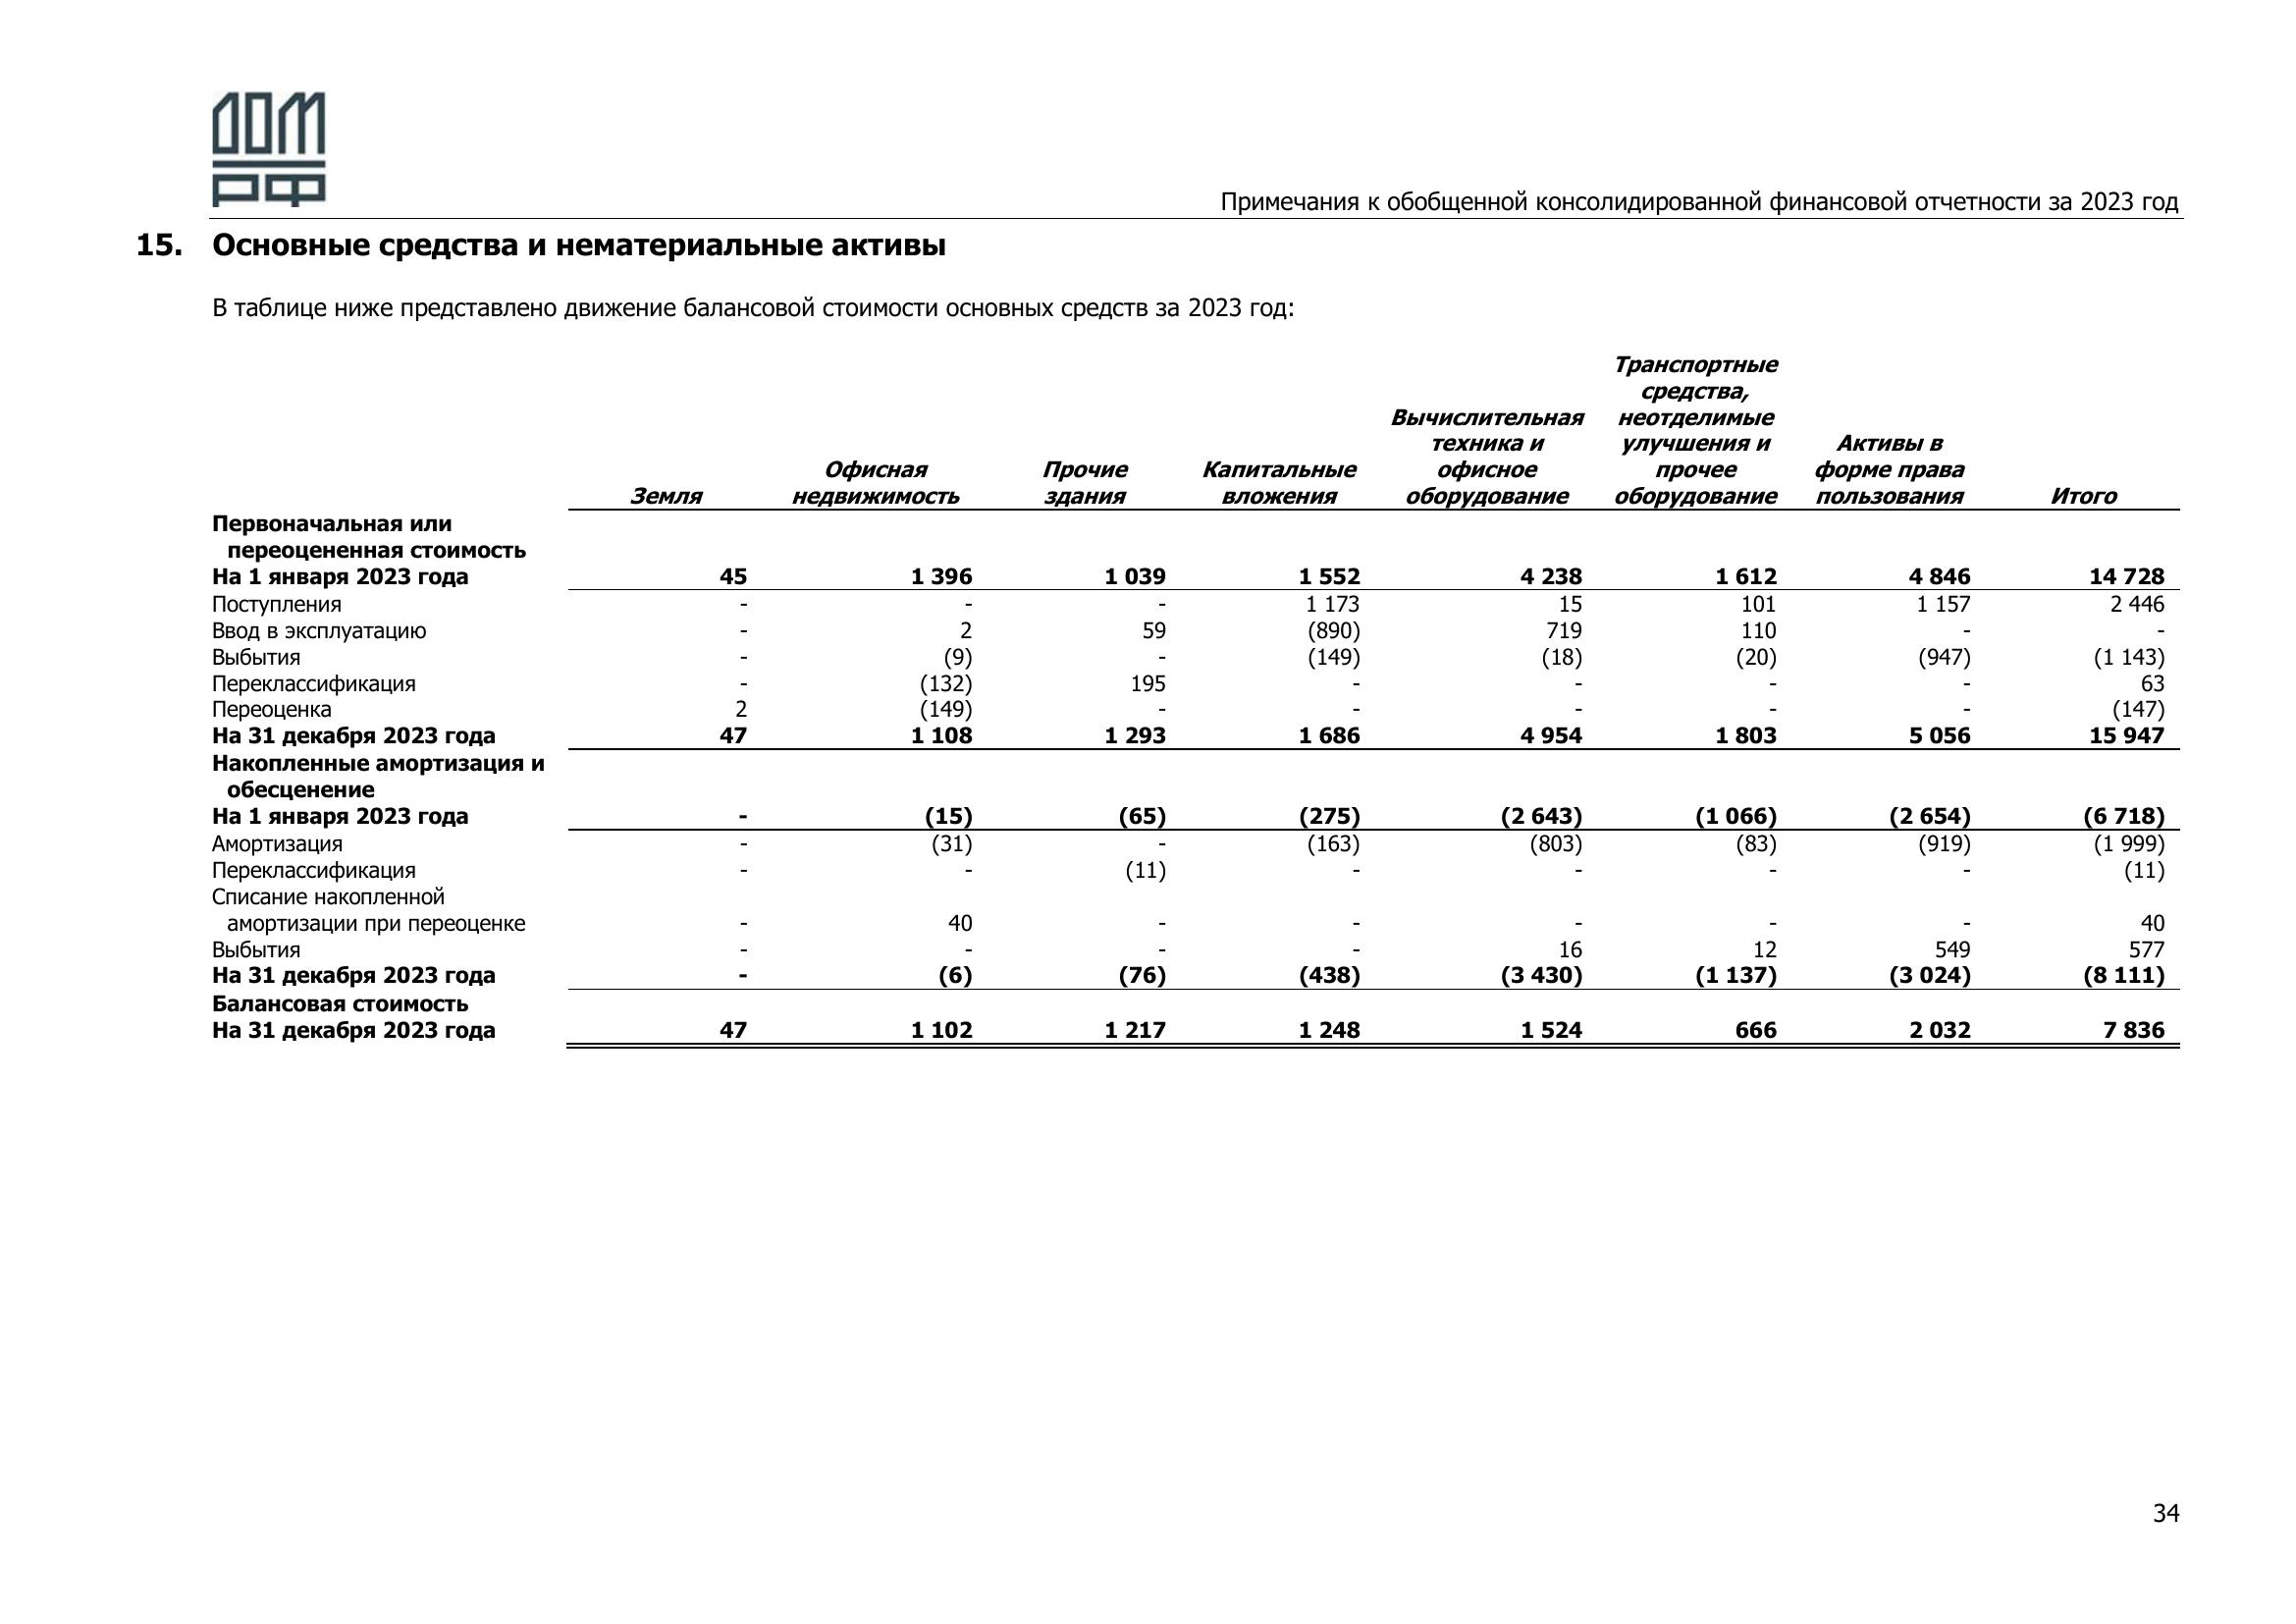 ДОМ
РФ
Примечания к обобщенной консолидированной финансовой отчетности за 2023 год
15. Основные средства и нематериальные активы
В таблице ниже представлено движение балансовой стоимости основных средств за 2023 год:
Земля Офисная недвижимость Прочие здания Капитальные вложения Вычислительная техника и офисное оборудование Транспортные средства, неотделимые улучшения и прочее оборудование Активы в форме права пользования Итого
Первоначальная или
переоцененная стоимость
На 1 января 2023 года 45 1 396 1 039 1 552 4 238 1 612 4 846 14 728
Поступления - - - 1 173 15 101 1 157 2 446
Ввод в эксплуатацию - 2 59 (890) 719 110 - -
Выбытия - (9) - (149) (18) (20) (947) (1 143)
Переклассификация - (132) 195 - - - - 63
Переоценка 2 (149) - - - - - (147)
На 31 декабря 2023 года 47 1 108 1 293 1 686 4 954 1 803 5 056 15 947
Накопленные амортизация и
обесценение
На 1 января 2023 года - (15) (65) (275) (2 643) (1 066) (2 654) (6 718)
Амортизация - (31) - (163) (803) (83) (919) (1 999)
Переклассификация - - (11) - - - - (11)
Списание накопленной
амортизации при переоценке - 40 - - - - - 40
Выбытия - - - - 16 12 549 577
На 31 декабря 2023 года - (6) (76) (438) (3 430) (1 137) (3 024) (8 111)
Балансовая стоимость
На 31 декабря 2023 года 47 1 102 1 217 1 248 1 524 666 2 032 7 836
34